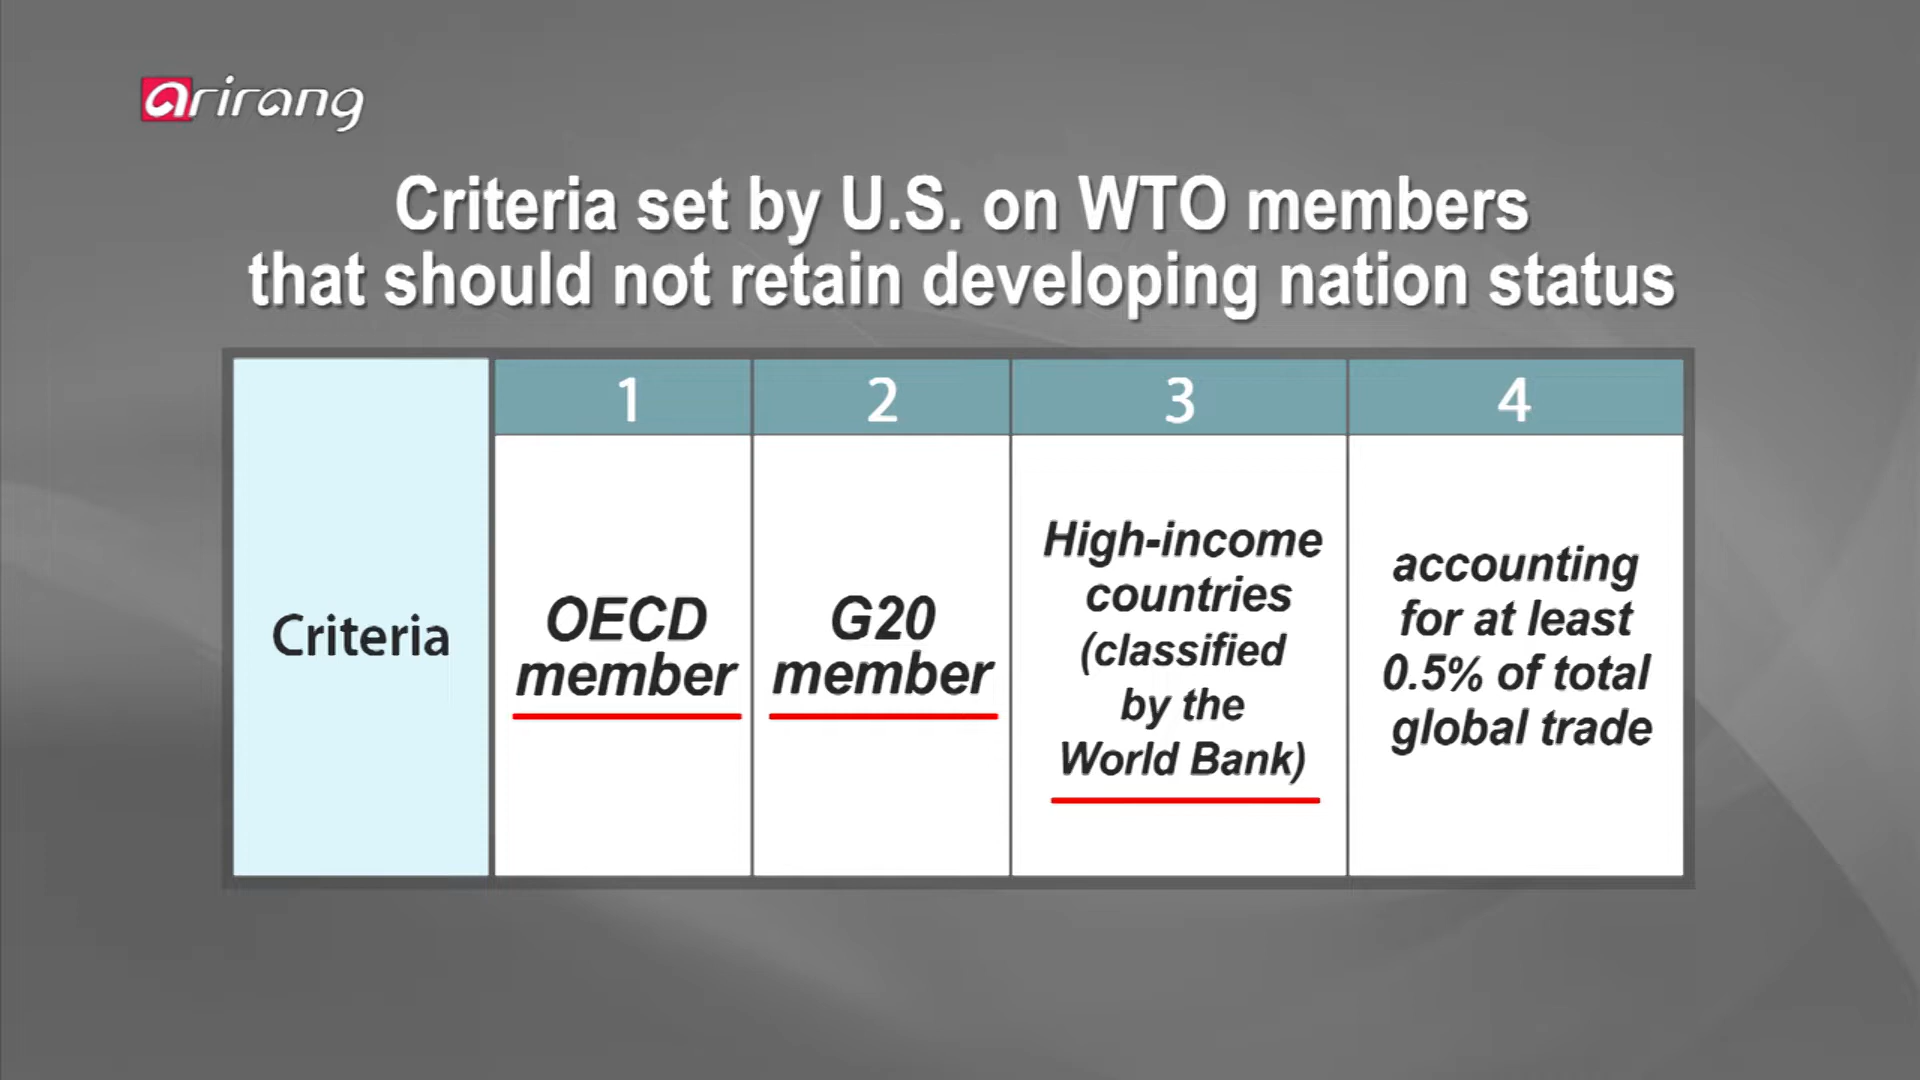 arirang
Criteria set by U.S. on WTO members
that should not retain developing nation status
Criteria
1
2
3
4
OECD
member
G20
member
High-income
countries
(classified
by the
World Bank)
accounting
for at least
0.5% of total
global trade